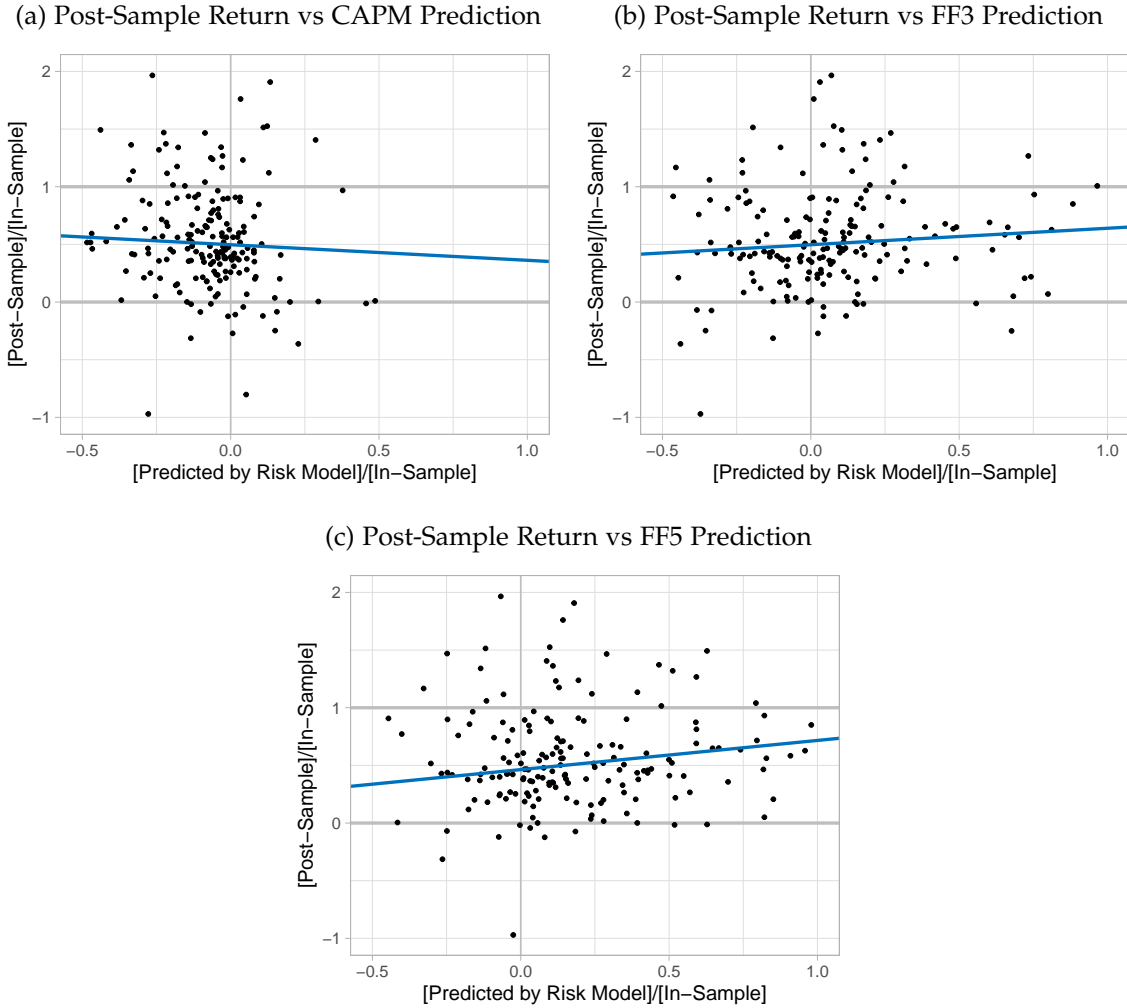 (a) Post-Sample Return vs CAPM Prediction
2
1
0
−1
[Post−Sample]/[In−Sample]
−0.5 0.0 0.5 1.0
[Predicted by Risk Model]/[In−Sample]
(b) Post-Sample Return vs FF3 Prediction
2
1
0
−1
[Post−Sample]/[In−Sample]
−0.5 0.0 0.5 1.0
[Predicted by Risk Model]/[In−Sample]
(c) Post-Sample Return vs FF5 Prediction
2
1
0
−1
[Post−Sample]/[In−Sample]
−0.5 0.0 0.5 1.0
[Predicted by Risk Model]/[In−Sample]